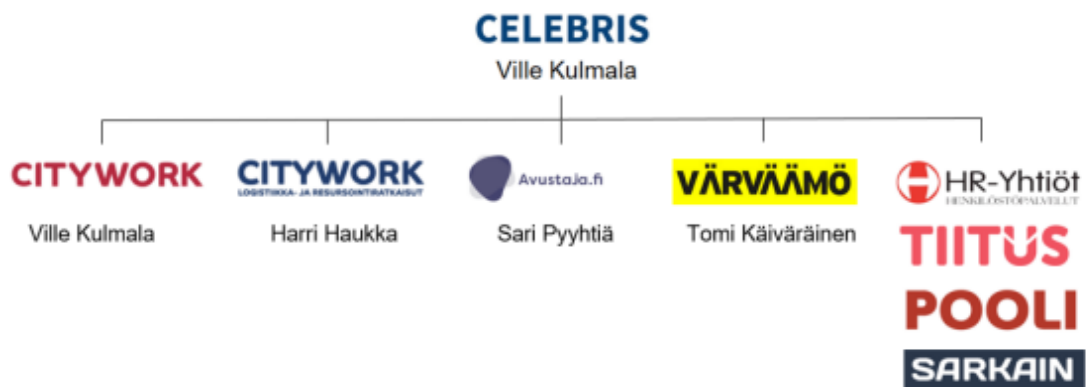 CELEBRIS
Ville Kulmala
CITYWORK
Ville Kulmala
CITYWORK
LOGISTIIKKA- JA RESURSOINTIRATKAISUT
Harri Haukka
Avustaja.fi
Sari Pyyhtiä
VÄRVÄÄMÖ
Tomi Käiväräinen
HR-Yhtiöt
HENKILÖSTÖPALVELUT
TIITUS
POOLI
SARKAIN